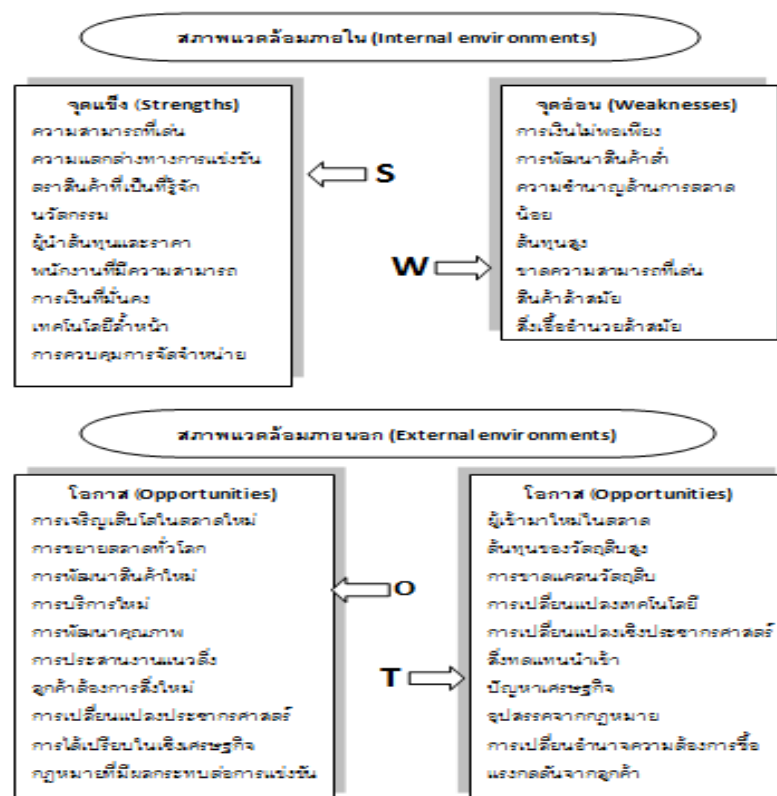 สภาพแวดล้อมภายใน (Internal environments)
จุดแข็ง (Strengths)
ความสามารถที่เด่น
ความแตกต่างทางการแข่งขัน
ตราสินค้าที่เป็นที่รู้จัก
นวัตกรรม
ผู้นำต้นทุนและราคา
พนักงานที่มีความสามารถ
การเงินที่มั่นคง
เทคโนโลยีล้ำหน้า
การควบคุมการจัดจำหน่าย
S
W
จุดอ่อน (Weaknesses)
การเงินไม่พอเพียง
การพัฒนาสินค้าต่ำ
ความชำนาญด้านการตลาด
น้อย
ต้นทุนสูง
ขาดความสามารถที่เด่น
สินค้าล้าสมัย
สิ่งเอื้ออำนวยล้าสมัย
สภาพแวดล้อมภายนอก (External environments)
โอกาส (Opportunities)
การเจริญเติบโตในตลาดใหม่
การขยายตลาดทั่วโลก
การพัฒนาสินค้าใหม่
การบริการใหม่
การพัฒนาคุณภาพ
การประสานงานแนวดิ่ง
ลูกค้าต้องการสิ่งใหม่
การเปลี่ยนแปลงประชากรศาสตร์
การได้เปรียบในเชิงเศรษฐกิจ
กฎหมายที่มีผลกระทบต่อการแข่งขัน
O
T
โอกาส (Opportunities)
ผู้เข้ามาใหม่ในตลาด
ต้นทุนของวัตถุดิบสูง
การขาดแคลนวัตถุดิบ
การเปลี่ยนแปลงเทคโนโลยี
การเปลี่ยนแปลงเชิงประชากรศาสตร์
สิ่งทดแทนนำเข้า
ปัญหาเศรษฐกิจ
อุปสรรคจากกฎหมาย
การเปลี่ยนอำนาจความต้องการซื้อ
แรงกดดันจากลูกค้า